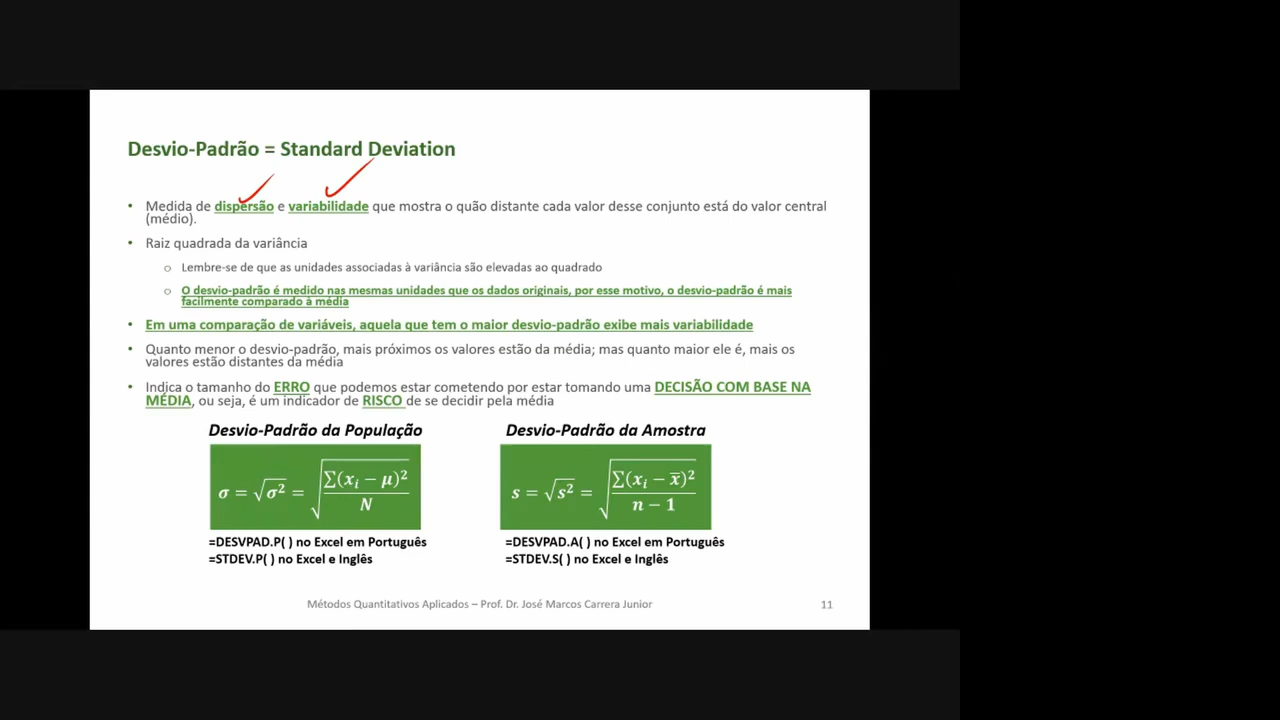 Desvio-Padrão = Standard Deviation
• Medida de dispersão e variabilidade que mostra o quão distante cada valor desse conjunto está do valor central
(médio).
• Raiz quadrada da variância
o Lembre-se de que as unidades associadas à variância são elevadas ao quadrado
o O desvio-padrão é medido nas mesmas unidades que os dados originais, por esse motivo, o desvio-padrão é mais
facilmente comparado à média
• Em uma comparação de variáveis, aquela que tem o maior desvio-padrão exibe mais variabilidade
• Quanto menor o desvio-padrão, mais próximos os valores estão da média; mas quanto maior ele é, mais os
valores estão distantes da média
• Indica o tamanho do ERRO que podemos estar cometendo por estar tomando uma DECISÃO COM BASE NA
MÉDIA, ou seja, é um indicador de RISCO de se decidir pela média
Desvio-Padrão da População
σ = √σ² = √(Σ(xᵢ − μ)² / N)
=DESVPAD.P( ) no Excel em Português
=STDEV.P( ) no Excel e Inglês
Desvio-Padrão da Amostra
s = √s² = √(Σ(xᵢ − x̅)² / n − 1)
=DESVPAD.A( ) no Excel em Português
=STDEV.S( ) no Excel e Inglês
Métodos Quantitativos Aplicados – Prof. Dr. José Marcos Carrera Junior
11